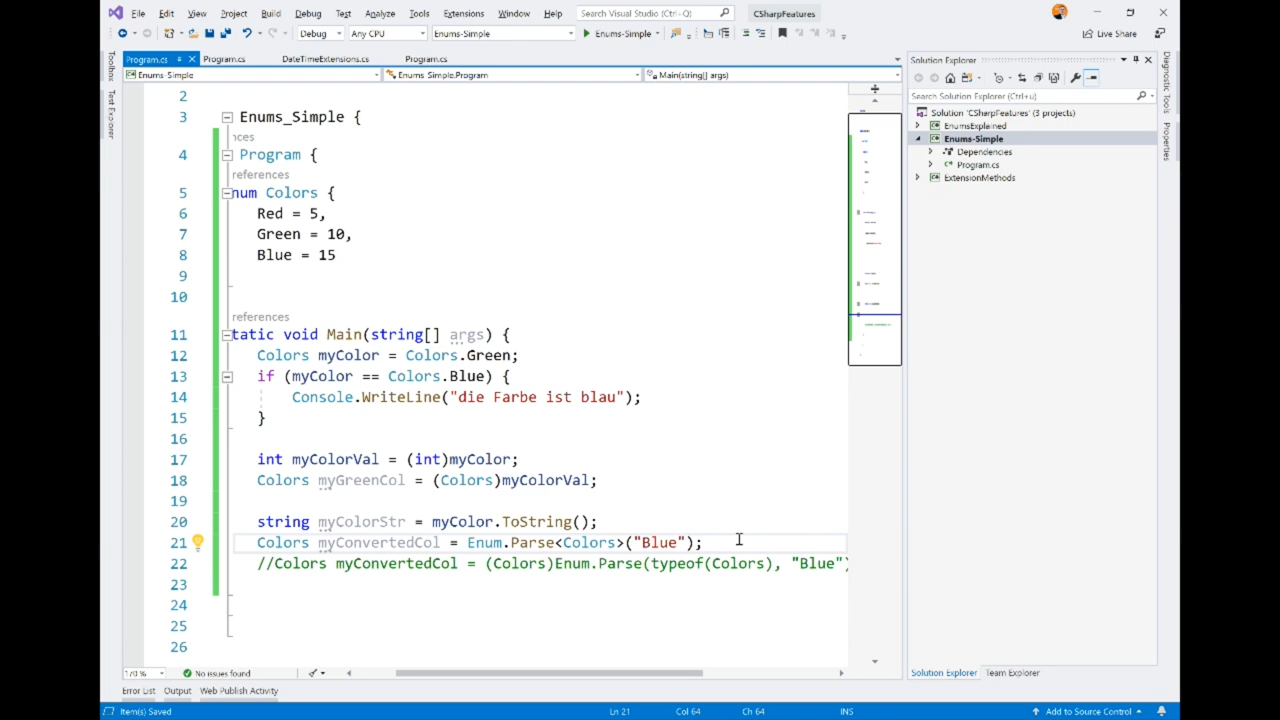 File Edit View Project Build Debug Test Analyze Tools Extensions Window Help Search Visual Studio (Ctrl+Q) CSharpFeatures
Debug Any CPU Enums-Simple Enums-Simple Live Share
Program.cs Program.cs DateTimeExtensions.cs Program.cs
Enums-Simple Enums_Simple.Program Main(string[] args)
Toolbox
Test Explorer
2
3 Enums_Simple {
nces
4 Program {
references
5 num Colors {
6 Red = 5,
7 Green = 10,
8 Blue = 15
9
10
references
11 tatic void Main(string[] args) {
12 Colors myColor = Colors.Green;
13 if (myColor == Colors.Blue) {
14 Console.WriteLine("die Farbe ist blau");
15 }
16
17 int myColorVal = (int)myColor;
18 Colors myGreenCol = (Colors)myColorVal;
19
20 string myColorStr = myColor.ToString();
21 Colors myConvertedCol = Enum.Parse<Colors>("Blue");
22 //Colors myConvertedCol = (Colors)Enum.Parse(typeof(Colors), "Blue")
23
24
25
26
170 % No issues found
Solution Explorer
Search Solution Explorer (Ctrl+ü)
Solution 'CSharpFeatures' (3 projects)
EnumsExplained
Enums-Simple
Dependencies
Program.cs
ExtensionMethods
Solution Explorer Team Explorer
Diagnostic Tools
Properties
Error List Output Web Publish Activity
Item(s) Saved Ln 21 Col 64 Ch 64 INS Add to Source Control